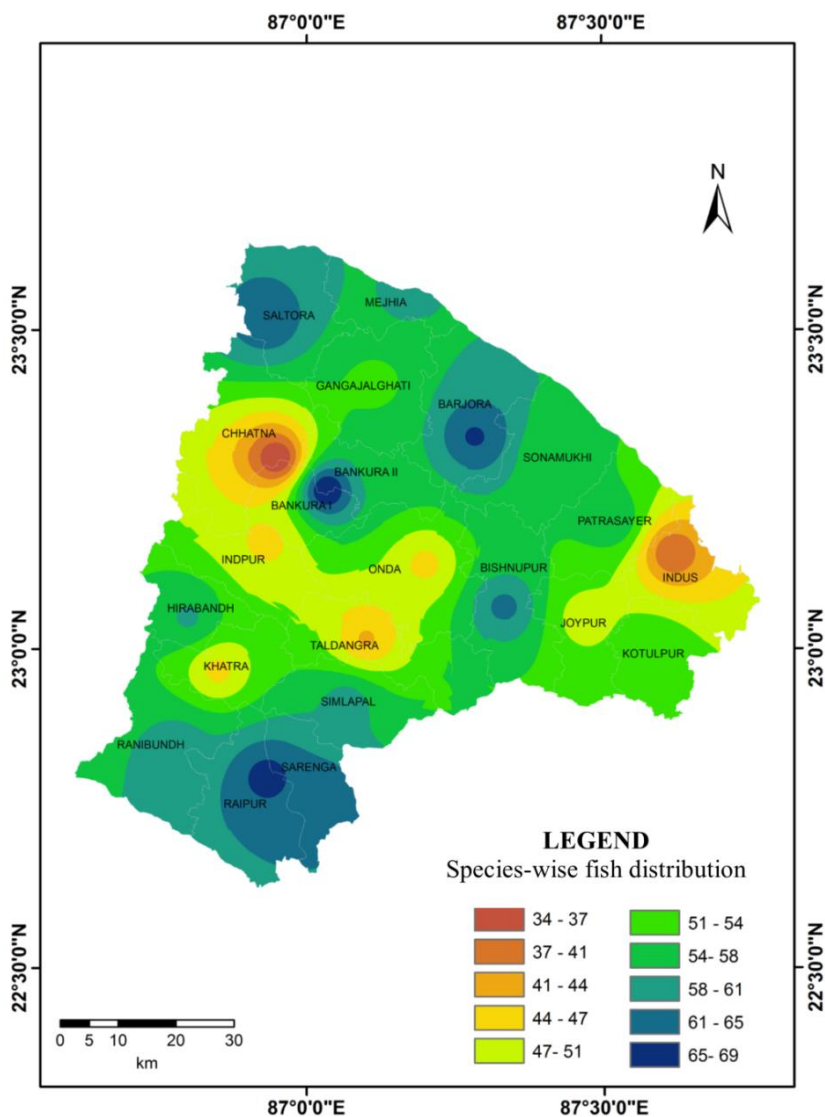 87°0'0"E 87°30'0"E
N
23°30'0"N 23°30'0"N
MEJHIA
SALTORA
GANGAJALGHATI
BARJORA
CHHATNA
SONAMUKHI
BANKURA II
BANKURA I
PATRASAYER
INDPUR
ONDA
BISHNUPUR
INDUS
HIRABANDH
JOYPUR
23°0'0"N 23°0'0"N
TALDANGRA
KOTULPUR
KHATRA
SIMLAPAL
RANIBUNDH
SARENGA
RAIPUR
LEGEND
Species-wise fish distribution
34 - 37
37 - 41
41 - 44
44 - 47
47- 51
51 - 54
54- 58
58 - 61
61 - 65
65- 69
22°30'0"N 22°30'0"N
0 5 10 20 30
km
87°0'0"E 87°30'0"E